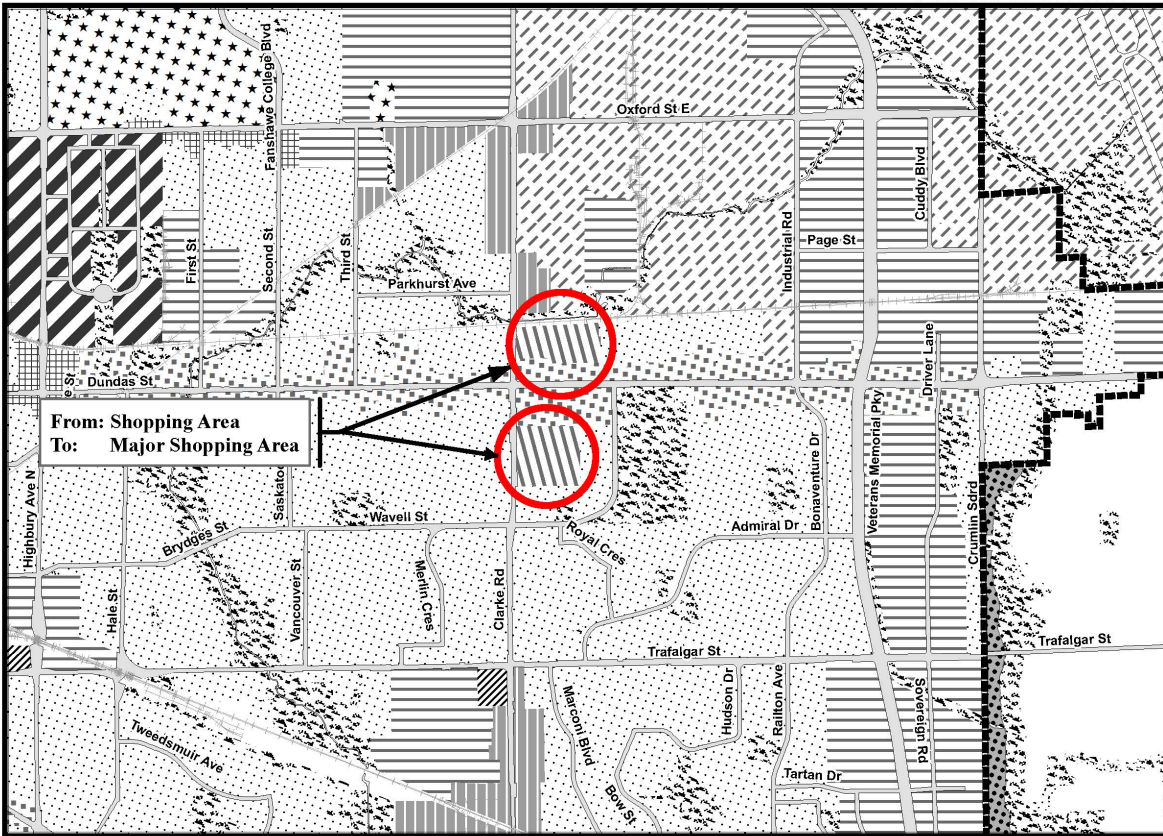 Fanshawe College Blvd
Oxford St E
Cuddy Blvd
First St
Second St
Third St
Industrial Rd
Page St
Parkhurst Ave
Driver Lane
Dundas St
From: Shopping Area
To: Major Shopping Area
Highbury Ave N
Veterans Memorial Pky
Bonaventure Dr
Crumlin Sdrd
Wavell St
Royal Cres
Admiral Dr
Brydges St
Merlin Cres
Clarke Rd
Vancouver St
Hale St
Trafalgar St
Trafalgar St
Marconi Blvd
Hudson Dr
Railton Ave
Sovereign Rd
Tweedsmuir Ave
Bow St
Tartan Dr